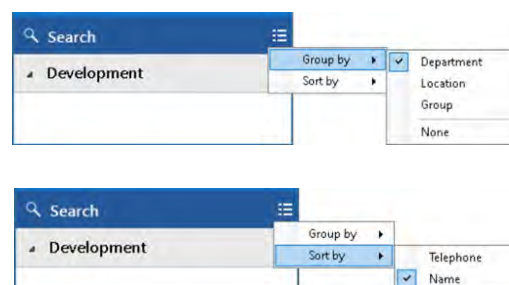 Search
Group by
Department
Development
Sort by
Location
Group
None
Search
Group by
Development
Sort by
Telephone
Name